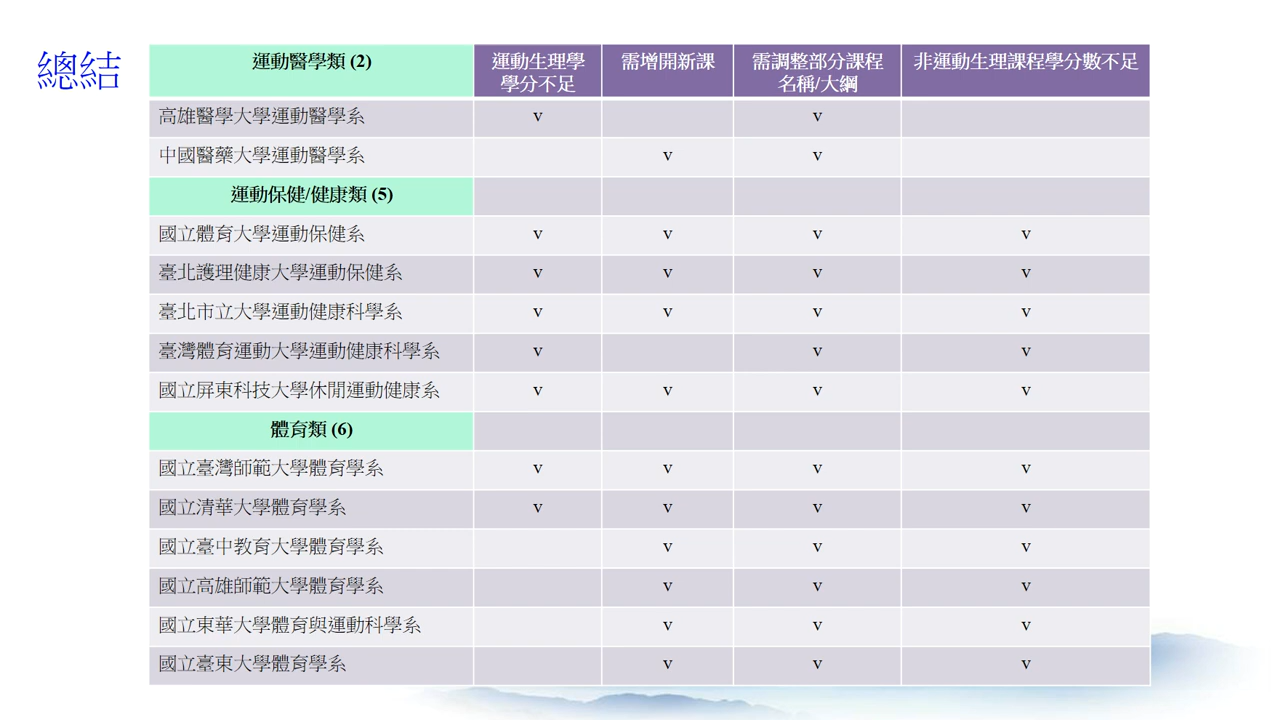 總結
運動醫學類 (2) 運動生理學 需增開新課 需調整部分課程 非運動生理課程學分數不足
學分不足 名稱/大綱
高雄醫學大學運動醫學系 v v
中國醫藥大學運動醫學系 v v
運動保健/健康類 (5)
國立體育大學運動保健系 v v v v
臺北護理健康大學運動保健系 v v v v
臺北市立大學運動健康科學系 v v v v
臺灣體育運動大學運動健康科學系 v v v
國立屏東科技大學休閒運動健康系 v v v v
體育類 (6)
國立臺灣師範大學體育學系 v v v v
國立清華大學體育學系 v v v v
國立臺中教育大學體育學系 v v v
國立高雄師範大學體育學系 v v v
國立東華大學體育與運動科學系 v v v
國立臺東大學體育學系 v v v